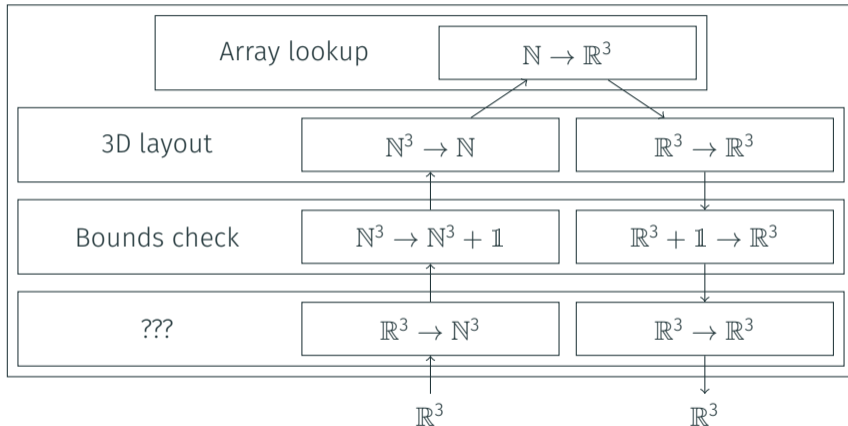 Array lookup ℕ → ℝ³
3D layout ℕ³ → ℕ ℝ³ → ℝ³
Bounds check ℕ³ → ℕ³ + 𝟙 ℝ³ + 𝟙 → ℝ³
??? ℝ³ → ℕ³ ℝ³ → ℝ³
ℝ³ ℝ³